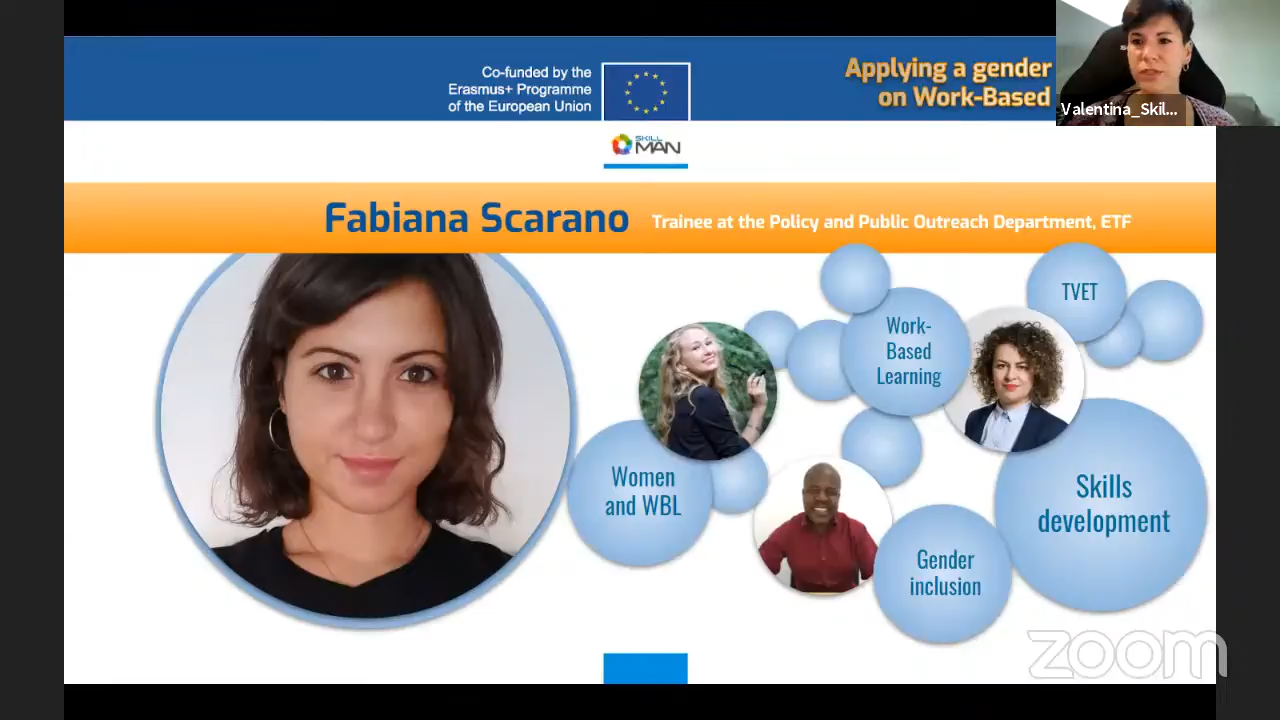 Co-funded by the
Erasmus+ Programme
of the European Union
Applying a gender
on Work-Based
Valentina_Skil...
SKILL
MAN
Fabiana Scarano
Trainee at the Policy and Public Outreach Department, ETF
TVET
Work-
Based
Learning
Women
and WBL
Skills
development
Gender
inclusion
zoom